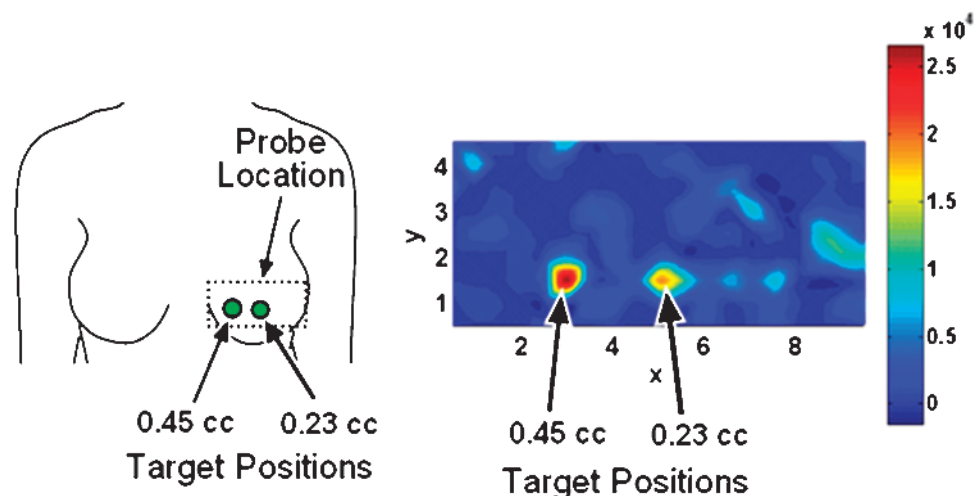 Probe
Location
0.45 cc 0.23 cc
Target Positions
y
4
3
2
1
2 4 6 8
x
0.45 cc 0.23 cc
Target Positions
x 10⁴
2.5
2
1.5
1
0.5
0